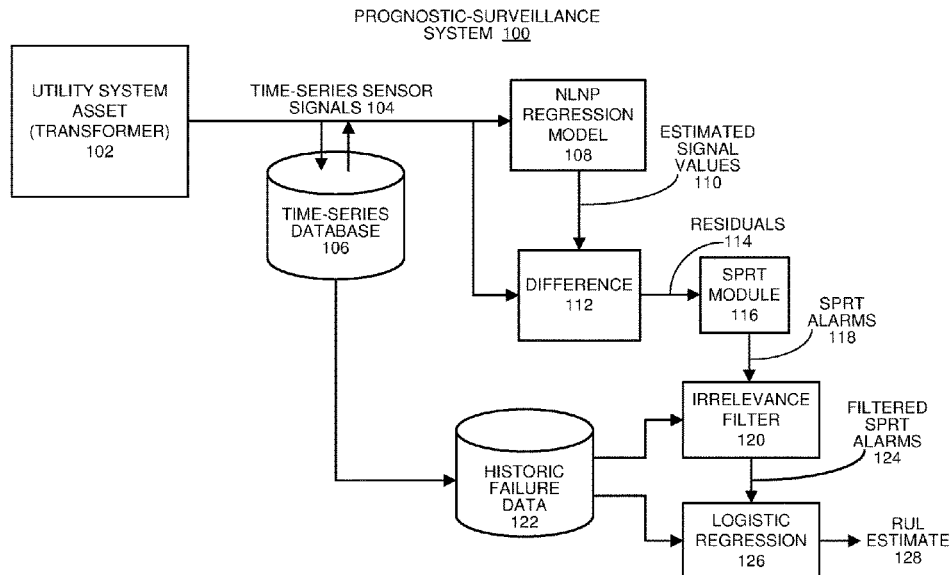 PROGNOSTIC-SURVEILLANCE
SYSTEM 100
UTILITY SYSTEM
ASSET
(TRANSFORMER)
102
TIME-SERIES SENSOR
SIGNALS 104
TIME-SERIES
DATABASE
106
NLNP
REGRESSION
MODEL
108
ESTIMATED
SIGNAL
VALUES
110
DIFFERENCE
112
RESIDUALS
114
SPRT
MODULE
116
SPRT
ALARMS
118
IRRELEVANCE
FILTER
120
FILTERED
SPRT
ALARMS
124
HISTORIC
FAILURE
DATA
122
LOGISTIC
REGRESSION
126
RUL
ESTIMATE
128